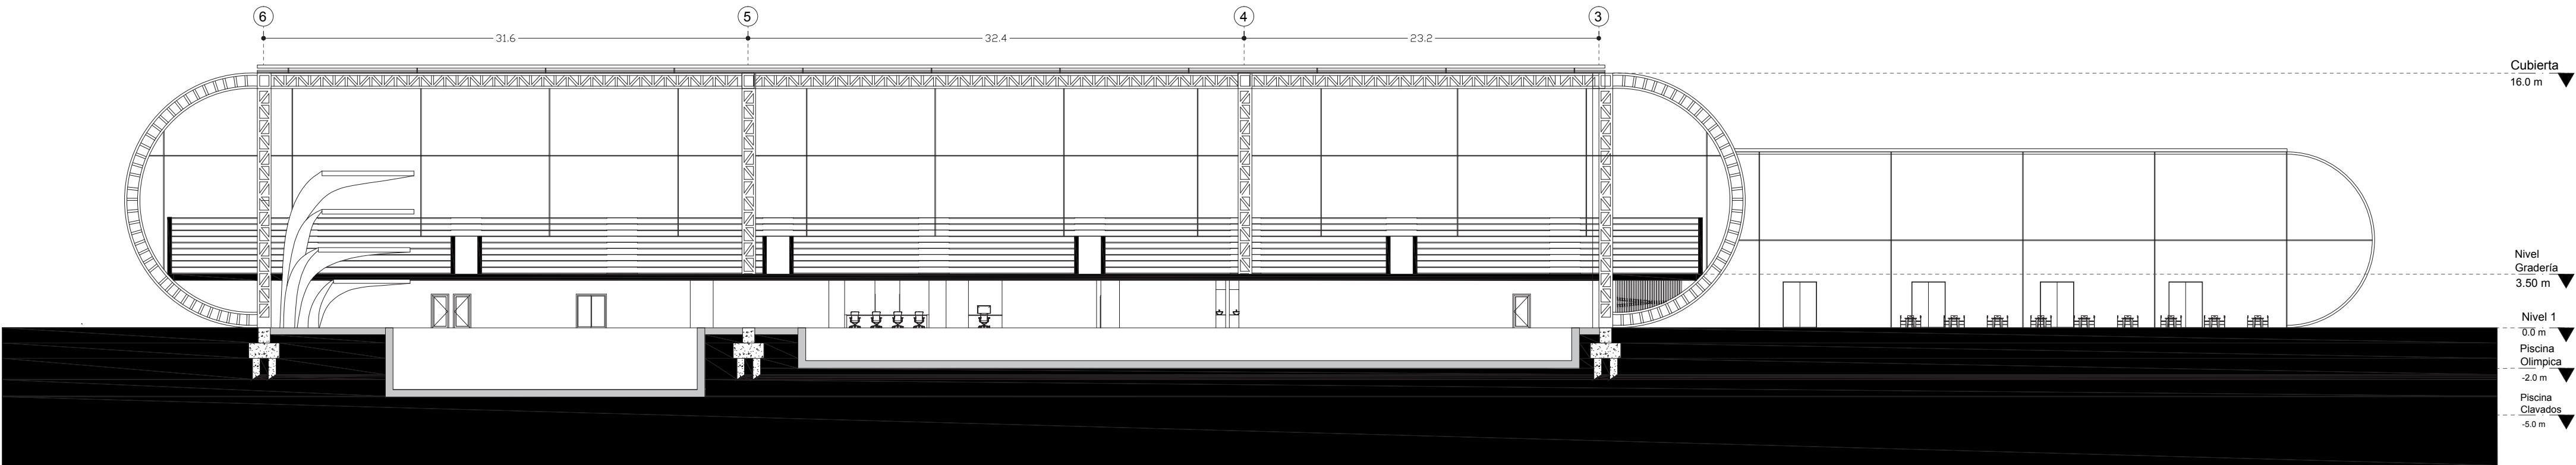 6
5
4
3
31.6
32.4
23.2
Cubierta
16.0 m
Nivel
Gradería
3.50 m
Nivel 1
0.0 m
Piscina
Olimpica
-2.0 m
Piscina
Clavados
-5.0 m